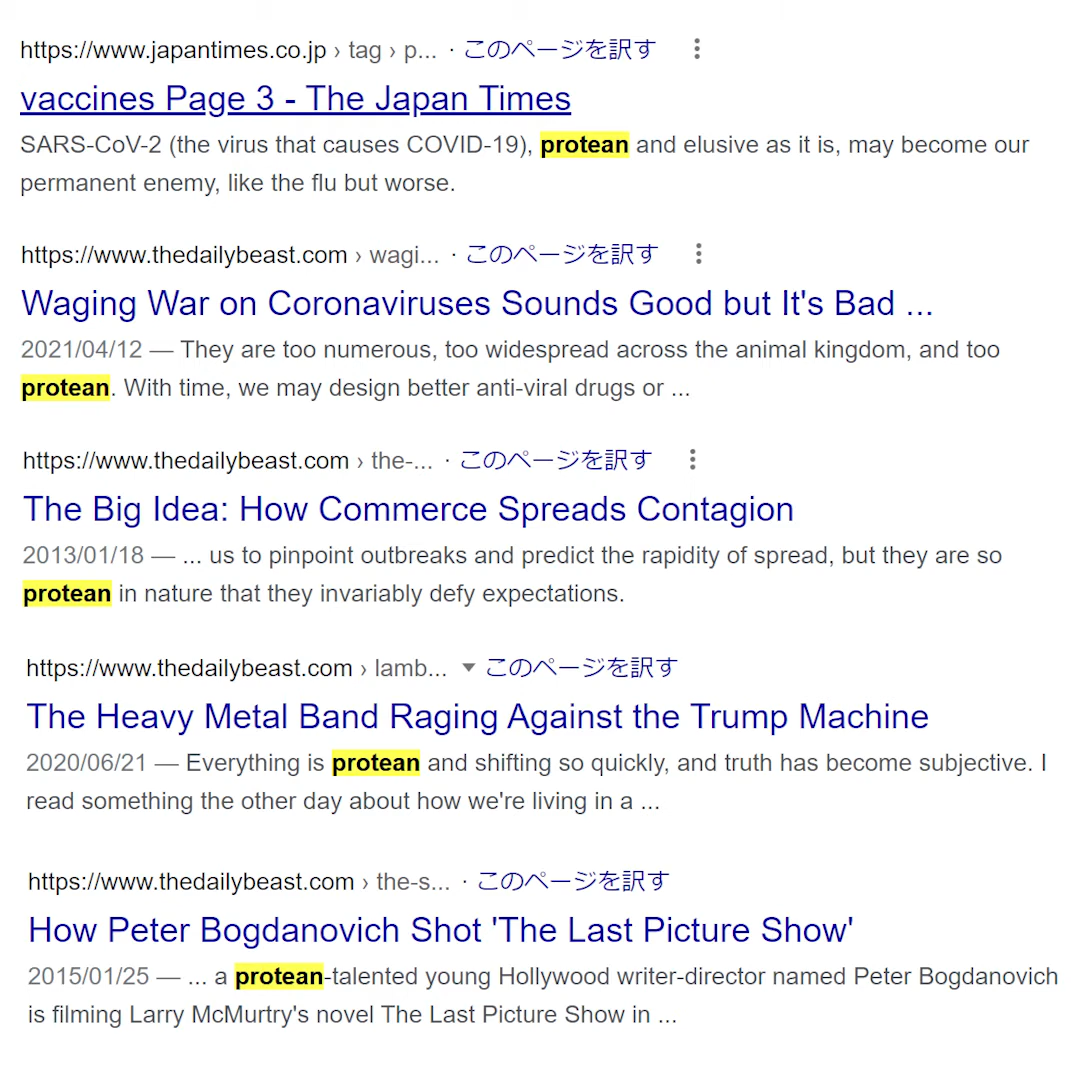 https://www.japantimes.co.jp › tag › p... · このページを訳す
vaccines Page 3 - The Japan Times
SARS-CoV-2 (the virus that causes COVID-19), protean and elusive as it is, may become our
permanent enemy, like the flu but worse.
https://www.thedailybeast.com › wagi... · このページを訳す
Waging War on Coronaviruses Sounds Good but It's Bad ...
2021/04/12 — They are too numerous, too widespread across the animal kingdom, and too
protean. With time, we may design better anti-viral drugs or ...
https://www.thedailybeast.com › the-... · このページを訳す
The Big Idea: How Commerce Spreads Contagion
2013/01/18 — ... us to pinpoint outbreaks and predict the rapidity of spread, but they are so
protean in nature that they invariably defy expectations.
https://www.thedailybeast.com › lamb... ▼ このページを訳す
The Heavy Metal Band Raging Against the Trump Machine
2020/06/21 — Everything is protean and shifting so quickly, and truth has become subjective. I
read something the other day about how we're living in a ...
https://www.thedailybeast.com › the-s... · このページを訳す
How Peter Bogdanovich Shot 'The Last Picture Show'
2015/01/25 — ... a protean-talented young Hollywood writer-director named Peter Bogdanovich
is filming Larry McMurtry's novel The Last Picture Show in ...